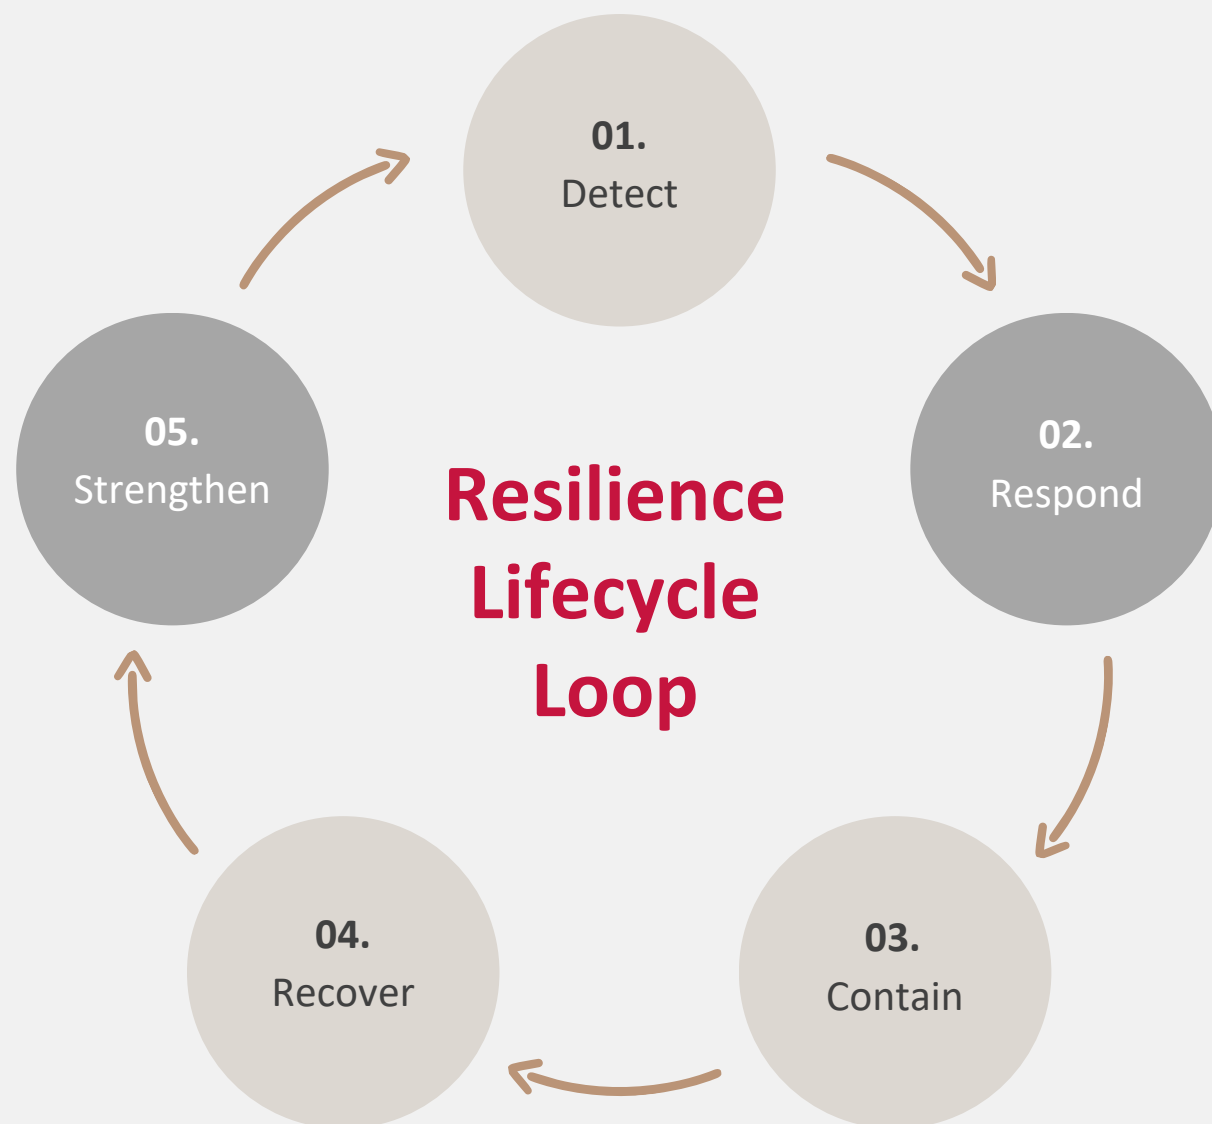 01.
Detect
02.
Respond
03.
Contain
04.
Recover
05.
Strengthen
Resilience
Lifecycle
Loop